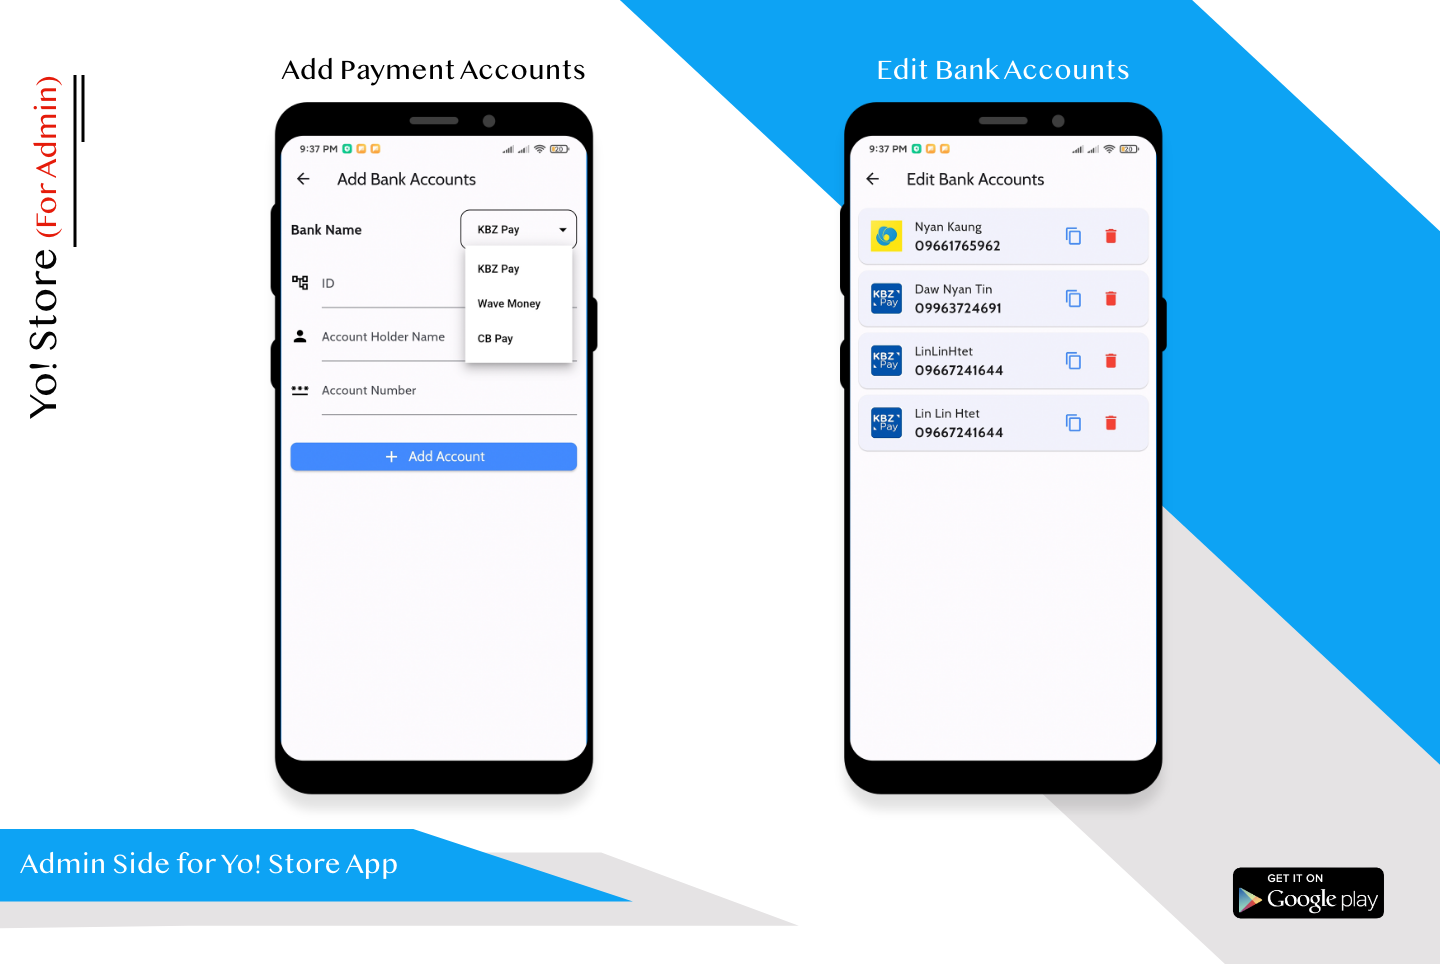 Yo! Store (For Admin)
Add Payment Accounts
9:37 PM
20
Add Bank Accounts
Bank Name
KBZ Pay
KBZ Pay
Wave Money
CB Pay
ID
Account Holder Name
Account Number
+ Add Account
Edit Bank Accounts
9:37 PM
20
Edit Bank Accounts
Nyan Kaung
09661765962
KBZ
Pay
Daw Nyan Tin
09963724691
KBZ
Pay
LinLinHtet
09667241644
KBZ
Pay
Lin Lin Htet
09667241644
Admin Side for Yo! Store App
GET IT ON
Google play